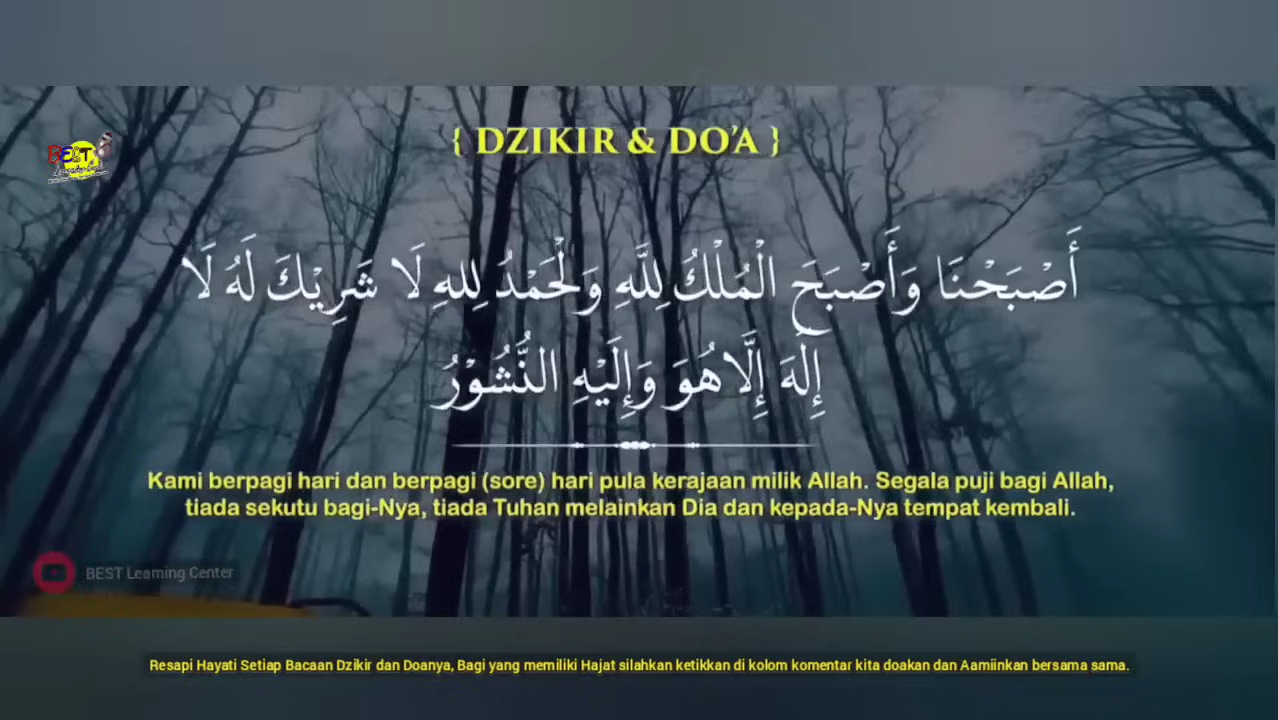 { DZIKIR & DO'A }
BEST
أَصْبَحْنَا وَأَصْبَحَ الْمُلْكُ لِلَّهِ وَالْحَمْدُ لِلهِ لَا شَرِيْكَ لَهُ لَا
إِلٰهَ إِلَّا هُوَ وَإِلَيْهِ النُّشُوْرُ
Kami berpagi hari dan berpagi (sore) hari pula kerajaan milik Allah. Segala puji bagi Allah,
tiada sekutu bagi-Nya, tiada Tuhan melainkan Dia dan kepada-Nya tempat kembali.
BEST Learning Center
Resapi Hayati Setiap Bacaan Dzikir dan Doanya, Bagi yang memiliki Hajat silahkan ketikkan di kolom komentar kita doakan dan Aamiinkan bersama sama.